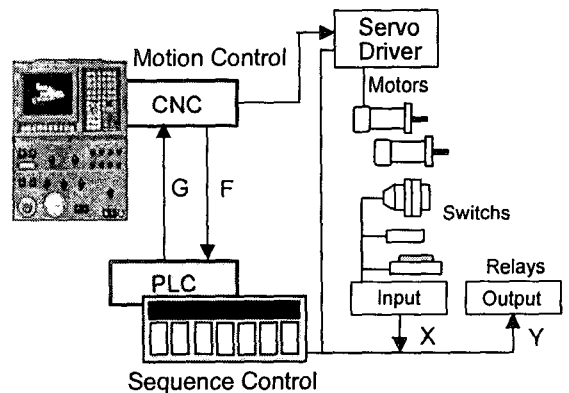 Servo
Driver
Motion Control
Motors
CNC
G
F
Switchs
Relays
PLC
Input
Output
X
Y
Sequence Control